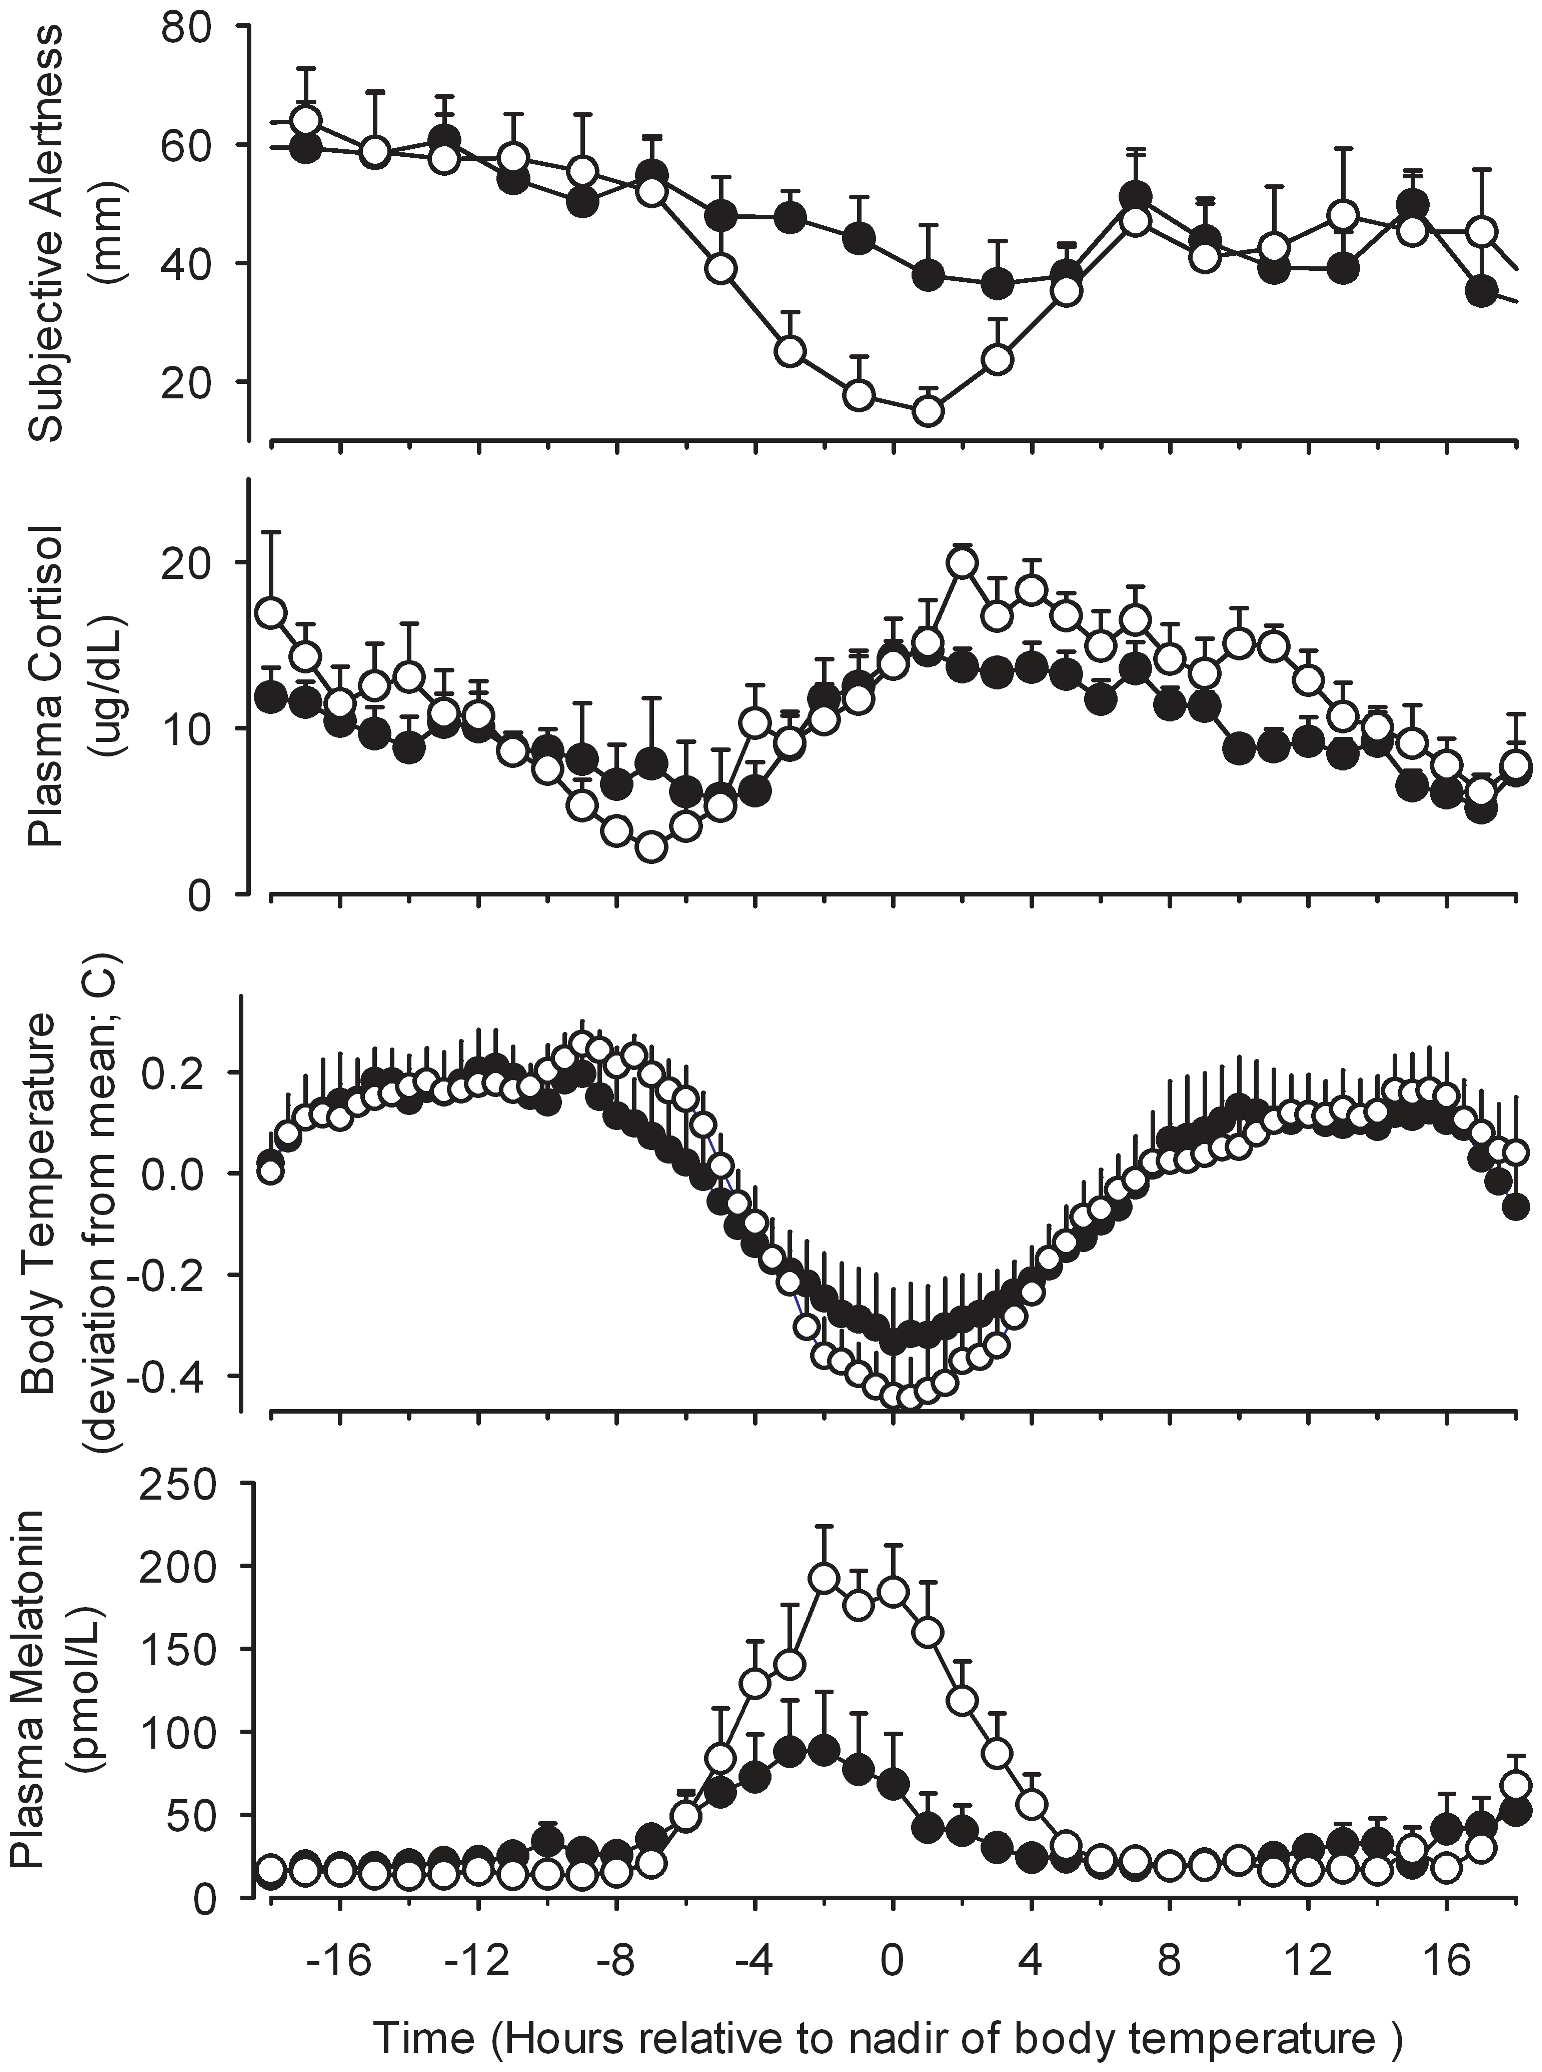 Subjective Alertness
(mm)
80
60
40
20
Plasma Cortisol
(ug/dL)
20
10
0
Body Temperature
(deviation from mean; C)
0.2
0.0
-0.2
-0.4
Plasma Melatonin
(pmol/L)
250
200
150
100
50
0
-16 -12 -8 -4 0 4 8 12 16
Time (Hours relative to nadir of body temperature )